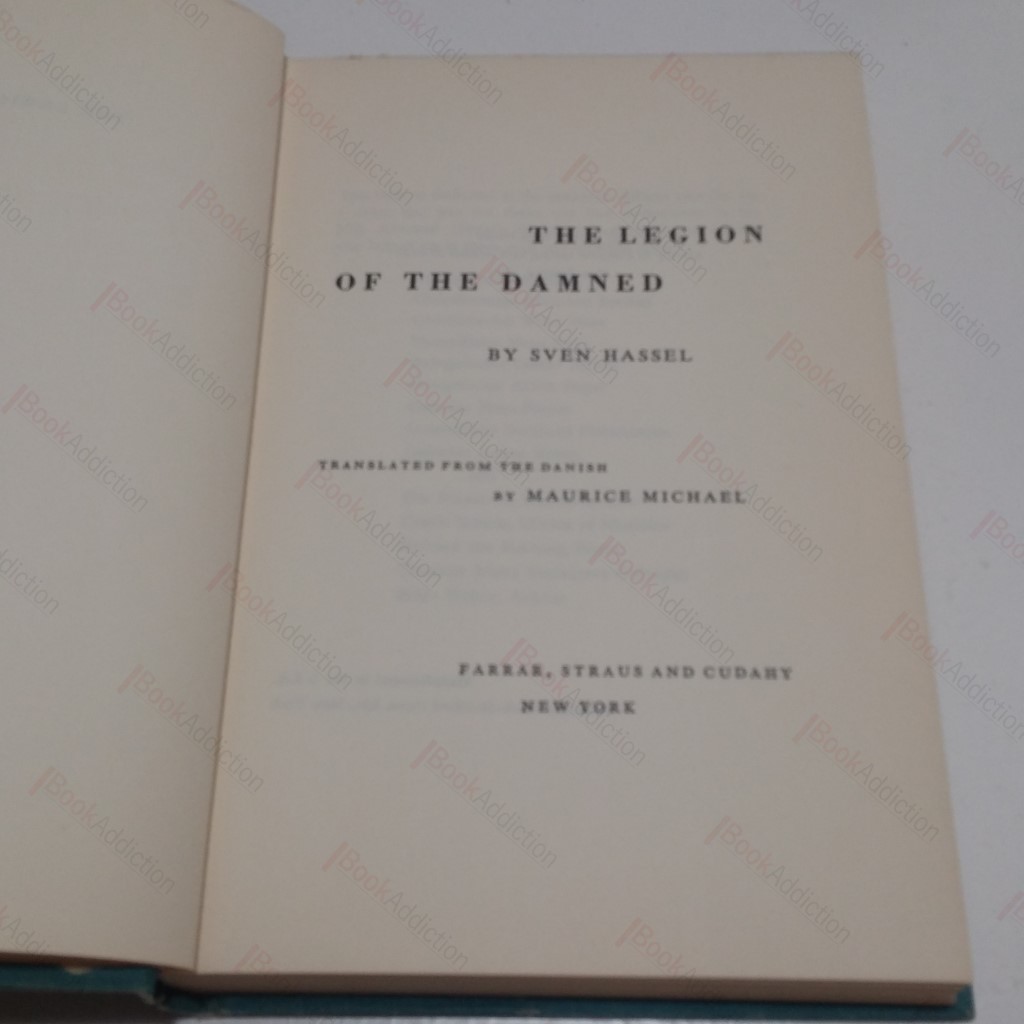 THE LEGION
OF THE DAMNED
BY SVEN HASSEL
TRANSLATED FROM THE DANISH
BY MAURICE MICHAEL
FARRAR, STRAUS AND CUDAHY
NEW YORK
BookAddiction